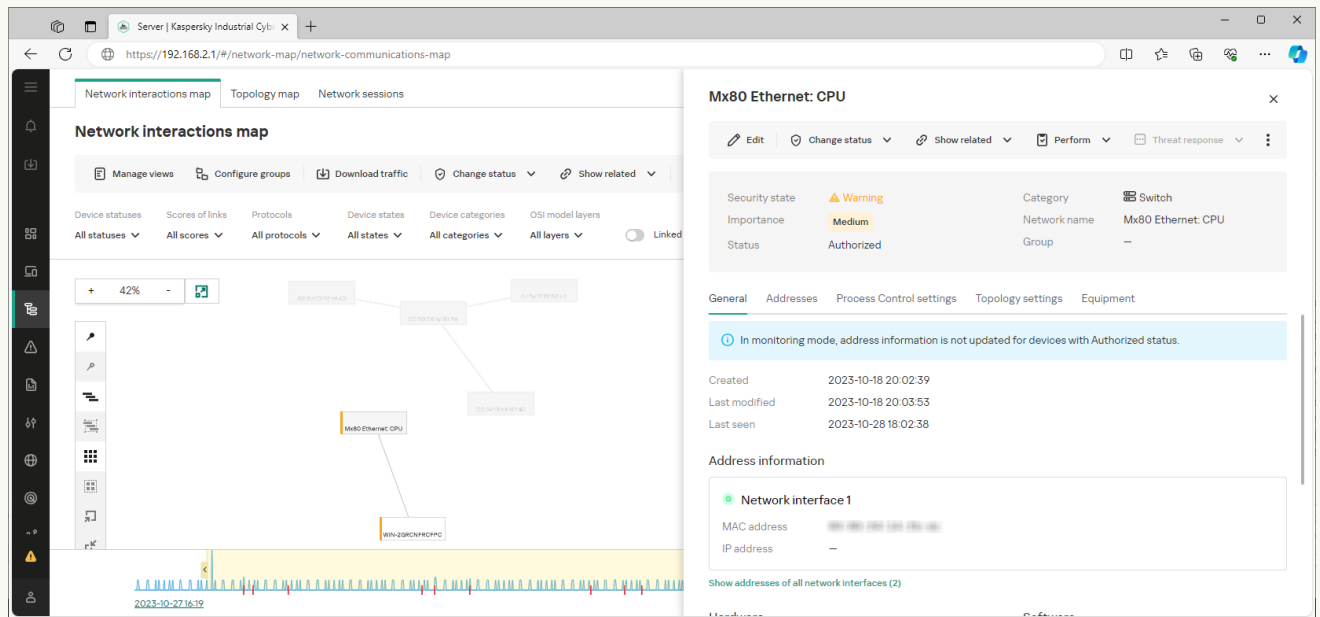 Server | Kaspersky Industrial Cyb
https://192.168.2.1/#/network-map/network-communications-map
Network interactions map Topology map Network sessions
Network interactions map
Manage views Configure groups Download traffic Change status Show related
Device statuses Scores of links Protocols Device states Device categories OSI model layers
All statuses All scores All protocols All states All categories All layers Linked
+ 42% -
Mx80 Ethernet: CPU
WIN-2GRCNFRCFPC
2023-10-27 16:19
Mx80 Ethernet: CPU
Edit Change status Show related Perform Threat response
Security state Warning Category Switch
Importance Medium Network name Mx80 Ethernet: CPU
Status Authorized Group —
General Addresses Process Control settings Topology settings Equipment
In monitoring mode, address information is not updated for devices with Authorized status.
Created 2023-10-18 20:02:39
Last modified 2023-10-18 20:03:53
Last seen 2023-10-28 18:02:38
Address information
Network interface 1
MAC address
IP address —
Show addresses of all network interfaces (2)
Hardware Software